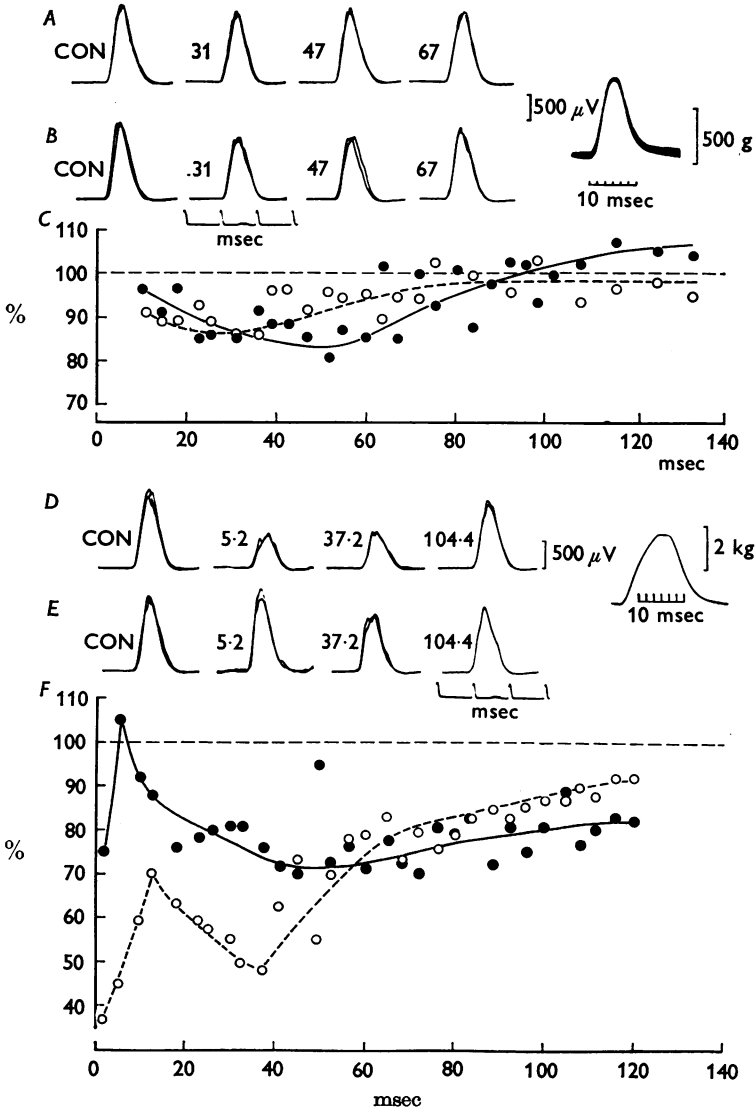 A
CON 31 47 67
500 μV
500 g
B
CON .31 47 67
10 msec
msec
C
110
100
90
80
70
%
0 20 40 60 80 100 120 140
msec
D
CON 5·2 37·2 104·4
500 μV
2 kg
E
10 msec
CON 5·2 37·2 104·4
msec
F
110
100
90
80
70
60
50
40
%
0 20 40 60 80 100 120 140
msec